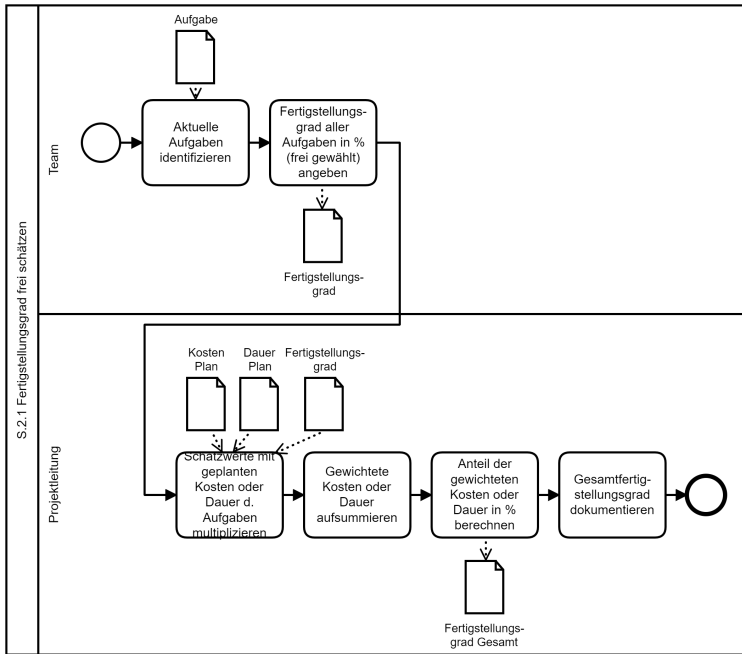 S.2.1 Fertigstellungsgrad frei schätzen
Team
Aufgabe
Aktuelle
Aufgaben
identifizieren
Fertigstellungs-
grad aller
Aufgaben in %
(frei gewählt)
angeben
Fertigstellungs-
grad
Projektleitung
Kosten
Plan
Dauer
Plan
Fertigstellungs-
grad
Schätzwerte mit
geplanten
Kosten oder
Dauer d.
Aufgaben
multiplizieren
Gewichtete
Kosten oder
Dauer
aufsummieren
Anteil der
gewichteten
Kosten oder
Dauer in %
berechnen
Gesamtfertig-
stellungsgrad
dokumentieren
Fertigstellungs-
grad Gesamt